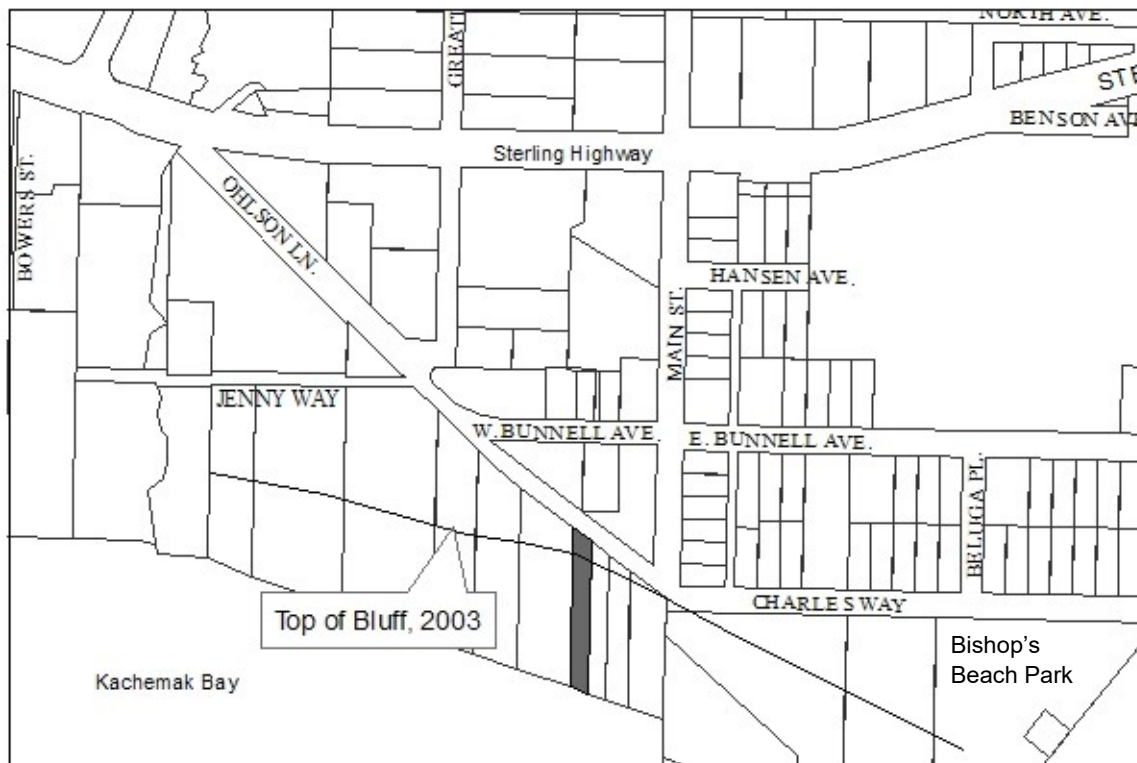 NORTH AVE.
GREAT
STE
BENSON AVE
Sterling Highway
BOWERS ST.
OHLSON LN.
HANSEN AVE.
MAIN ST.
JENNY WAY
W. BUNNELL AVE.
E. BUNNELL AVE.
BELUGA PL.
CHARLES WAY
Top of Bluff, 2003
Bishop's
Beach Park
Kachemak Bay